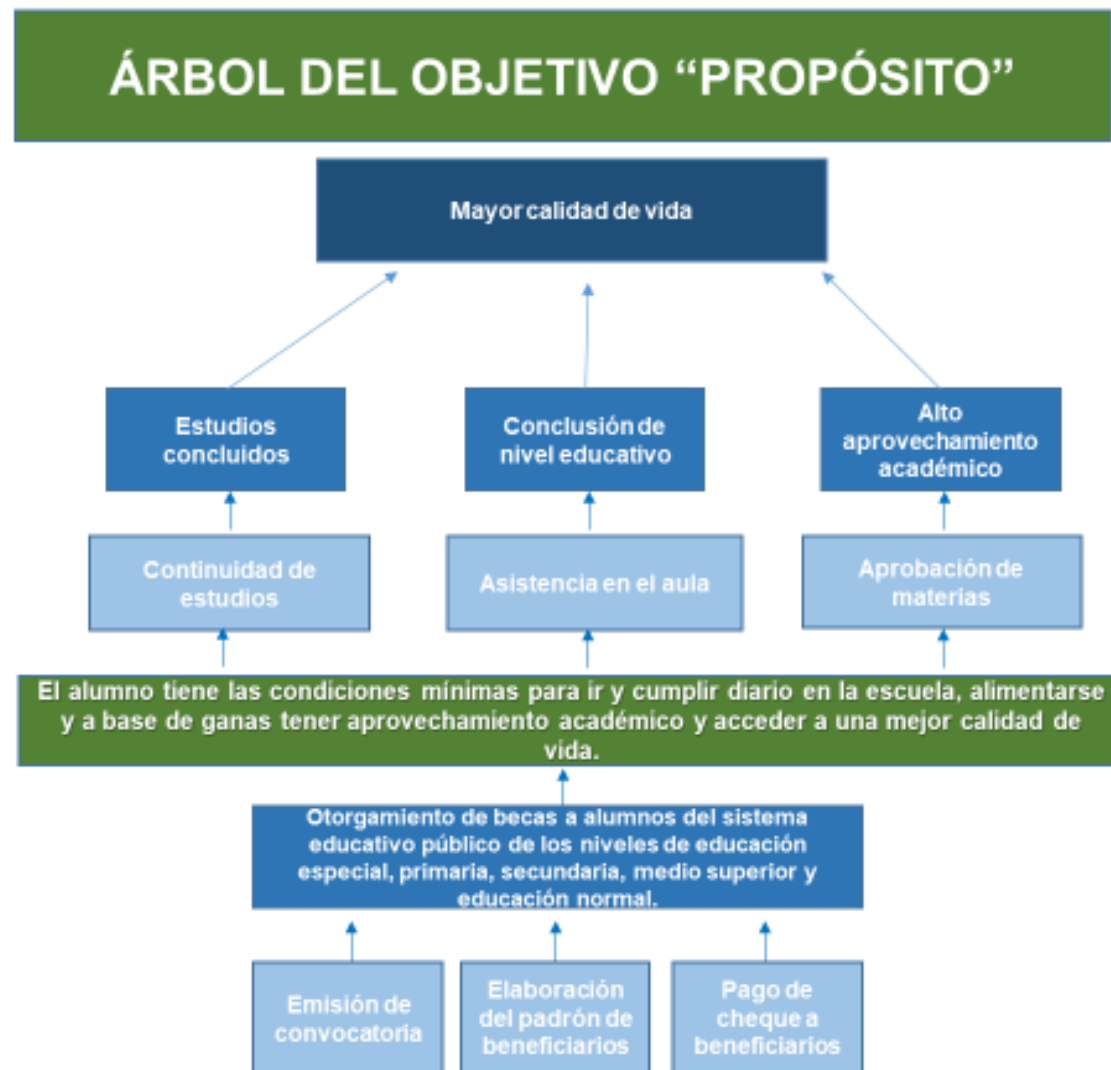 ÁRBOL DEL OBJETIVO “PROPÓSITO”
Mayor calidad de vida
Estudios
concluidos
Conclusión de
nivel educativo
Alto
aprovechamiento
académico
Continuidad de
estudios
Asistencia en el aula
Aprobación de
materias
El alumno tiene las condiciones mínimas para ir y cumplir diario en la escuela, alimentarse
y a base de ganas tener aprovechamiento académico y acceder a una mejor calidad de
vida.
Otorgamiento de becas a alumnos del sistema
educativo público de los niveles de educación
especial, primaria, secundaria, medio superior y
educación normal.
Emisión de
convocatoria
Elaboración
del padrón de
beneficiarios
Pago de
cheque a
beneficiarios